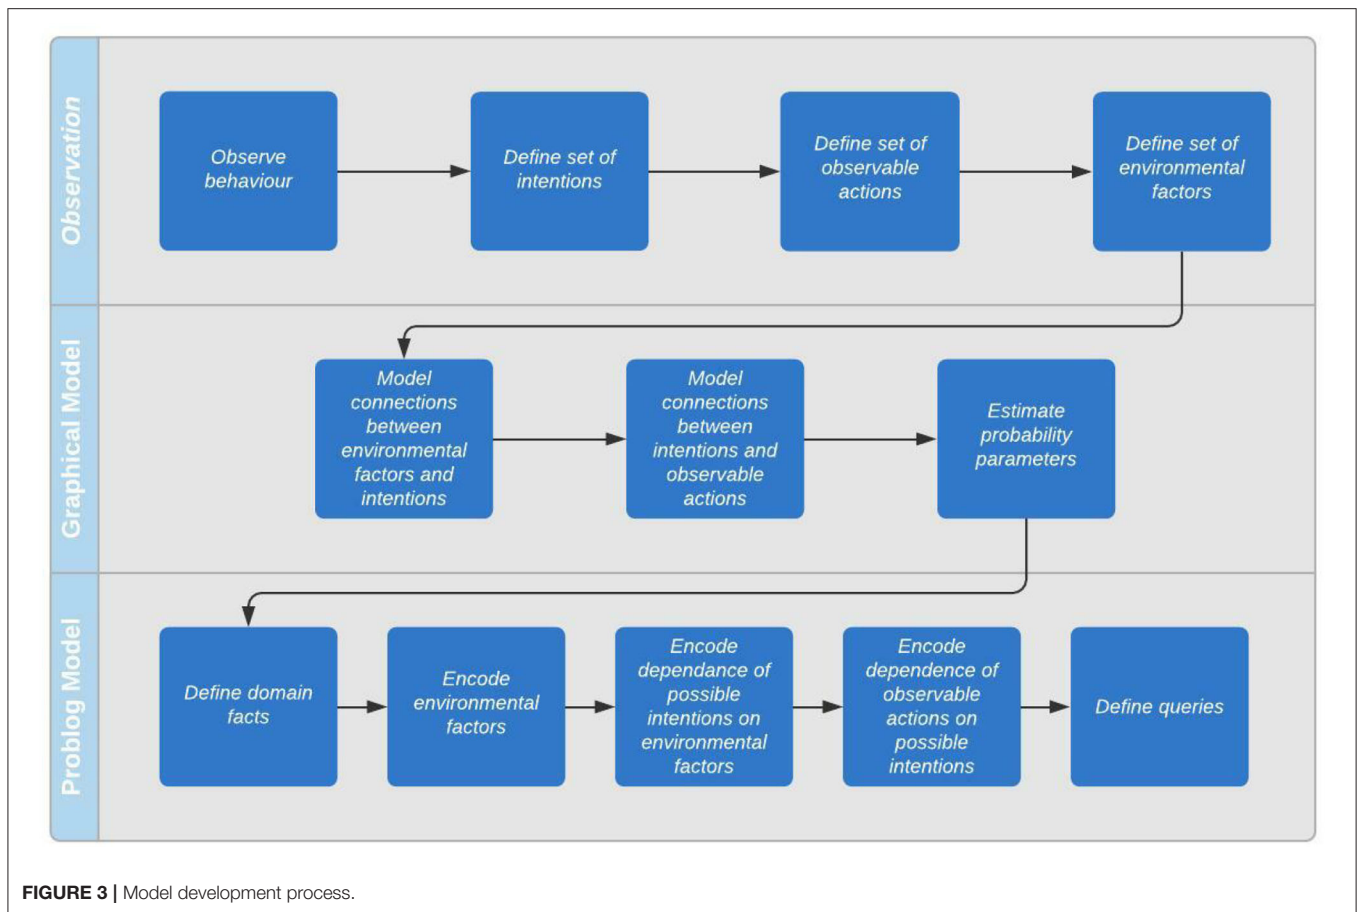 Observation
Observe
behaviour
Define set of
intentions
Define set of
observable
actions
Define set of
environmental
factors
Graphical Model
Model
connections
between
environmental
factors and
intentions
Model
connections
between
intentions and
observable
actions
Estimate
probability
parameters
Problog Model
Define domain
facts
Encode
environmental
factors
Encode
dependance of
possible
intentions on
environmental
factors
Encode
dependence of
observable
actions on
possible
intentions
Define queries
FIGURE 3 | Model development process.